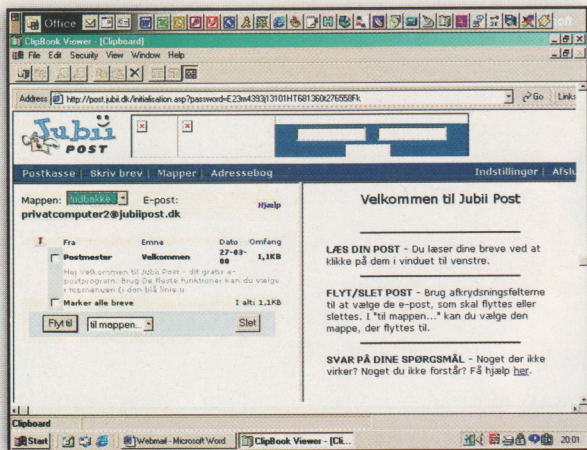 Office
ClipBook Viewer - [Clipboard]
File Edit Security View Window Help
Address http://post.jubii.dk/initialisation.asp?password=E23m4393j13101HT681360t276558Fk Go Links
Jubii
POST
Postkasse | Skriv brev | Mapper | Adressebog
Indstillinger | Afslu
Mappen: Indbakke E-post: Hjælp
privatcomputer2@jubiipost.dk
Fra Emne Dato Omfang
Postmester Velkommen 27-03-00 1,1KB
Hej Velkommen til Jubii Post - dit gratis e-
postprogram. Brug De fleste funktioner kan du vælge
i topmenuen (i den blå linie ø
Marker alle breve I alt: 1,1KB
Flyt til til mappen... Slet
Velkommen til Jubii Post
LÆS DIN POST - Du læser dine breve ved at
klikke på dem i vinduet til venstre.
FLYT/SLET POST - Brug afkrydsningsfelterne
til at vælge de e-post, som skal flyttes eller
slettes. I "til mappen..." kan du vælge den
mappe, der flyttes til.
SVAR PÅ DINE SPØRGSMÅL - Noget der ikke
virker? Noget du ikke forstår? Få hjælp her.
Clipboard
Start Webmail - Microsoft Word ClipBook Viewer - [Cli... 20:01